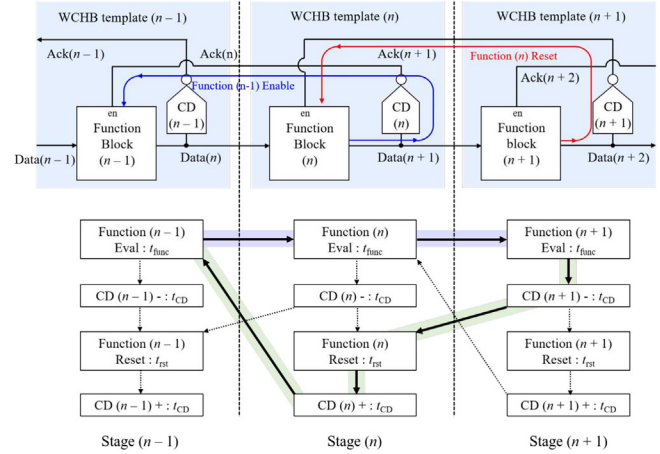 WCHB template (n – 1)
WCHB template (n)
WCHB template (n + 1)
Ack(n – 1)
Ack(n)
Ack(n + 1)
Function (n) Reset
Ack(n + 2)
Function (n-1) Enable
CD
(n – 1)
CD
(n)
CD
(n + 1)
en
Function
Block
(n – 1)
en
Function
Block
(n)
en
Function
block
(n + 1)
Data(n – 1)
Data(n)
Data(n + 1)
Data(n + 2)
Function (n – 1)
Eval : tfunc
Function (n)
Eval : tfunc
Function (n + 1)
Eval : tfunc
CD (n – 1) - : tCD
CD (n) - : tCD
CD (n + 1) - : tCD
Function (n – 1)
Reset : trst
Function (n)
Reset : trst
Function (n + 1)
Reset : trst
CD (n – 1) + : tCD
CD (n) + : tCD
CD (n + 1) + : tCD
Stage (n – 1)
Stage (n)
Stage (n + 1)